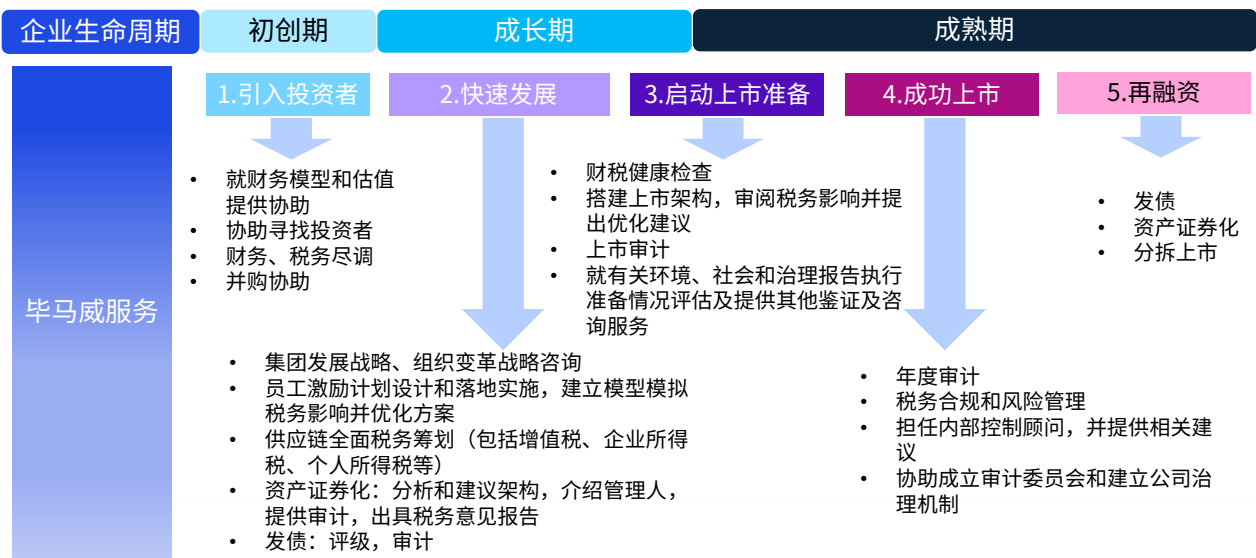 企业生命周期
初创期
成长期
成熟期
毕马威服务
1.引入投资者
2.快速发展
3.启动上市准备
4.成功上市
5.再融资
• 就财务模型和估值
提供协助
• 协助寻找投资者
• 财务、税务尽调
• 并购协助
• 财税健康检查
• 搭建上市架构，审阅税务影响并提
出优化建议
• 上市审计
• 就有关环境、社会和治理报告执行
准备情况评估及提供其他鉴证及咨
询服务
• 发债
• 资产证券化
• 分拆上市
• 集团发展战略、组织变革战略咨询
• 员工激励计划设计和落地实施，建立模型模拟
税务影响并优化方案
• 供应链全面税务筹划（包括增值税、企业所得
税、个人所得税等）
• 资产证券化：分析和建议架构，介绍管理人，
提供审计，出具税务意见报告
• 发债：评级，审计
• 年度审计
• 税务合规和风险管理
• 担任内部控制顾问，并提供相关建
议
• 协助成立审计委员会和建立公司治
理机制